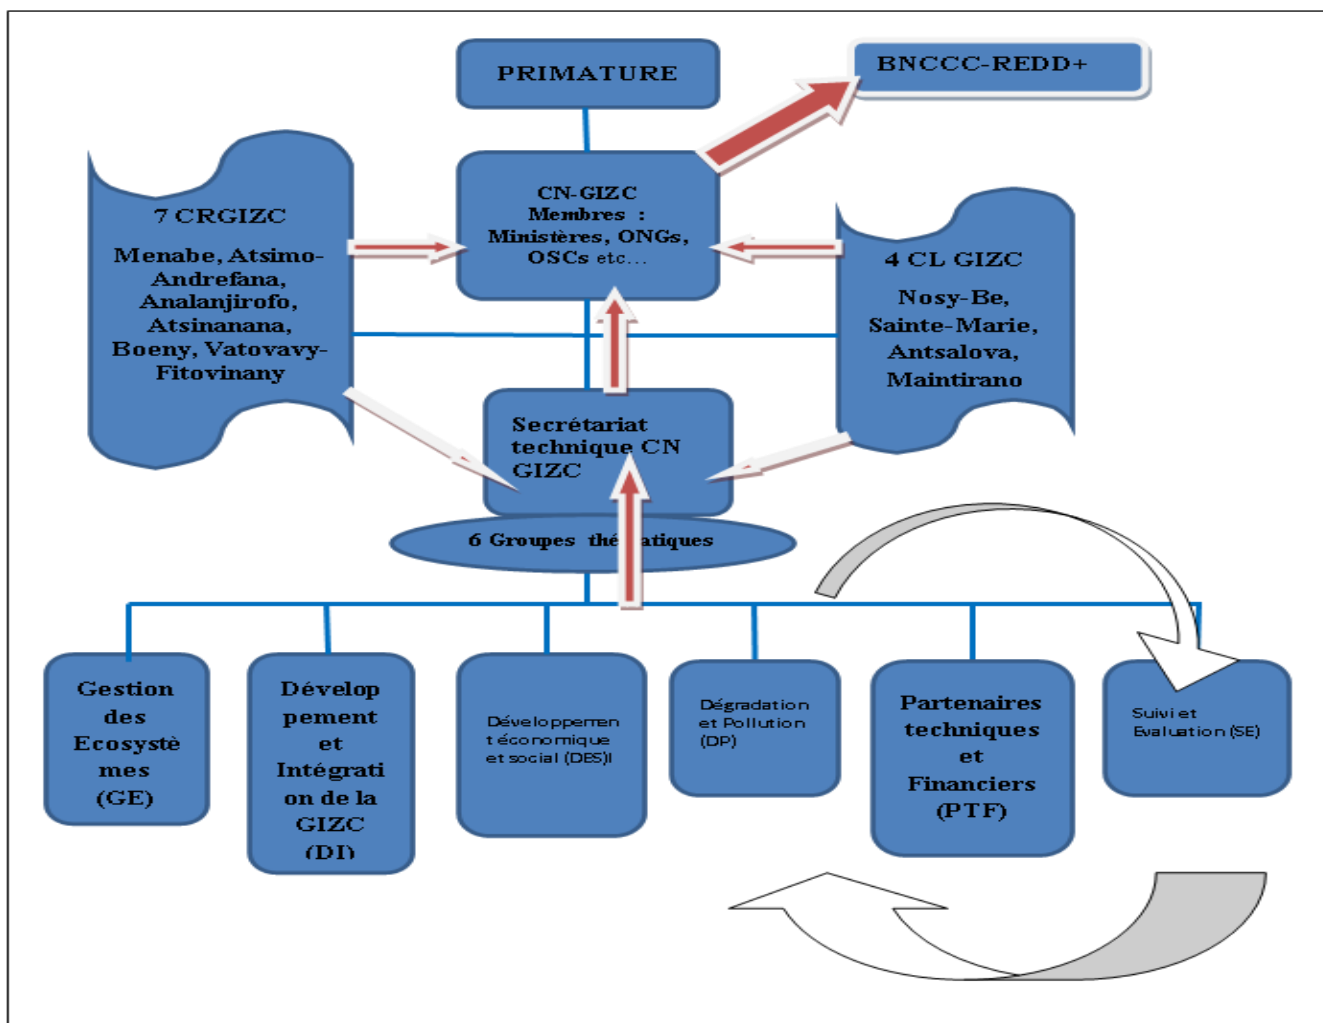 PRIMATURE
BNCCC-REDD+
7 CRGIZC
Menabe, Atsimo-
Andrefana,
Analanjirofo,
Atsinanana,
Boeny, Vatovavy-
Fitovinany
CN-GIZC
Membres :
Ministères, ONGs,
OSCs etc...
4 CL GIZC
Nosy-Be,
Sainte-Marie,
Antsalova,
Maintirano
Secrétariat
technique CN
GIZC
6 Groupes thématiques
Gestion
des
Ecosystè
mes
(GE)
Dévelop
pement
et
Intégrati
on de la
GIZC
(DI)
Développemen
t économique
et social (DES)l
Dégradation
et Pollution
(DP)
Partenaires
techniques
et
Financiers
(PTF)
Suivi et
Evaluation (SE)